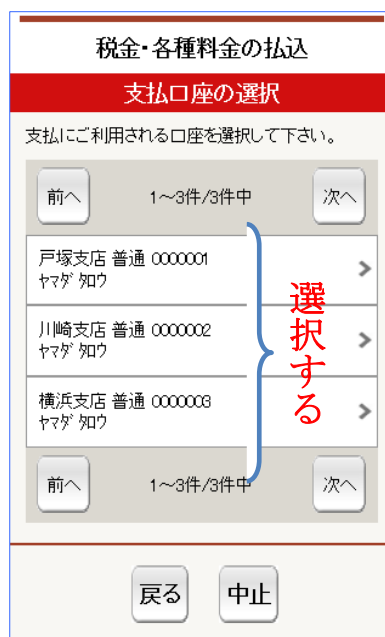 税金・各種料金の払込
支払口座の選択
支払にご利用される口座を選択して下さい。
前へ 1～3件/3件中 次へ
戸塚支店 普通 0000001
ﾔﾏﾀﾞ ﾀﾛｳ
川崎支店 普通 0000002
ﾔﾏﾀﾞ ﾀﾛｳ
横浜支店 普通 0000003
ﾔﾏﾀﾞ ﾀﾛｳ
選択する
前へ 1～3件/3件中 次へ
戻る 中止